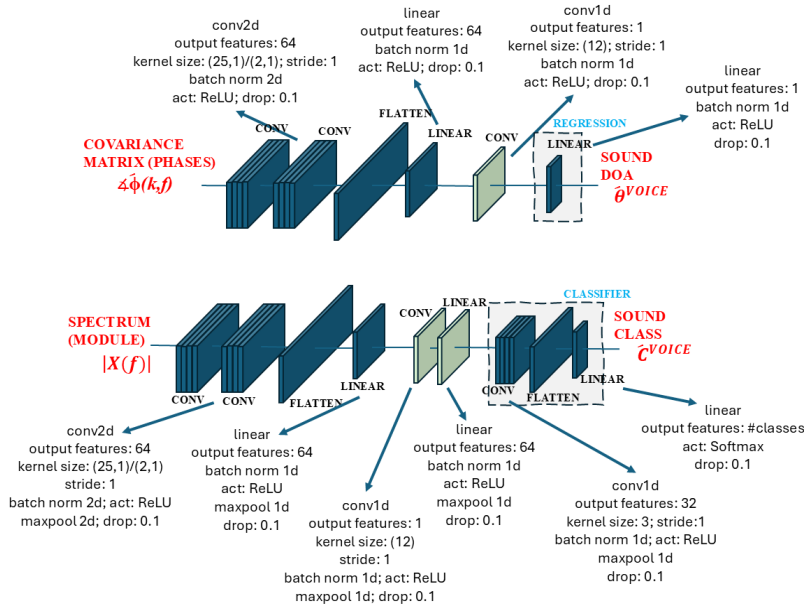 conv2d
output features: 64
kernel size: (25,1)/(2,1); stride: 1
batch norm 2d
act: ReLU; drop: 0.1
linear
output features: 64
batch norm 1d
act: ReLU; drop: 0.1
conv1d
output features: 1
kernel size: (12); stride: 1
batch norm 1d
act: ReLU; drop: 0.1
linear
output features: 1
batch norm 1d
act: ReLU
drop: 0.1
COVARIANCE
MATRIX (PHASES)
∡ϕ̂(k,f)
CONV
CONV
FLATTEN
LINEAR
CONV
REGRESSION
LINEAR
SOUND
DOA
θ̂^VOICE
SPECTRUM
(MODULE)
|X(f)|
CONV
CONV
FLATTEN
LINEAR
CONV
LINEAR
CLASSIFIER
CONV
FLATTEN
LINEAR
SOUND
CLASS
Ĉ^VOICE
conv2d
output features: 64
kernel size: (25,1)/(2,1)
stride: 1
batch norm 2d; act: ReLU
maxpool 2d; drop: 0.1
linear
output features: 64
batch norm 1d
act: ReLU
maxpool 1d
drop: 0.1
conv1d
output features: 1
kernel size: (12)
stride: 1
batch norm 1d; act: ReLU
maxpool 1d; drop: 0.1
linear
output features: 64
batch norm 1d
act: ReLU
maxpool 1d
drop: 0.1
conv1d
output features: 32
kernel size: 3; stride:1
batch norm 1d; act: ReLU
maxpool 1d
drop: 0.1
linear
output features: #classes
act: Softmax
drop: 0.1